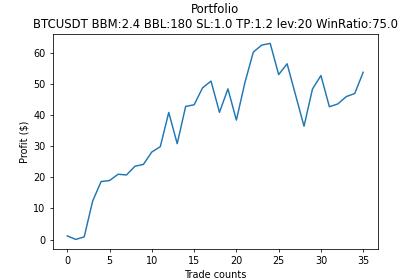 Portfolio
BTCUSDT BBM:2.4 BBL:180 SL:1.0 TP:1.2 lev:20 WinRatio:75.0
Profit ($)
60
50
40
30
20
10
0
0 5 10 15 20 25 30 35
Trade counts